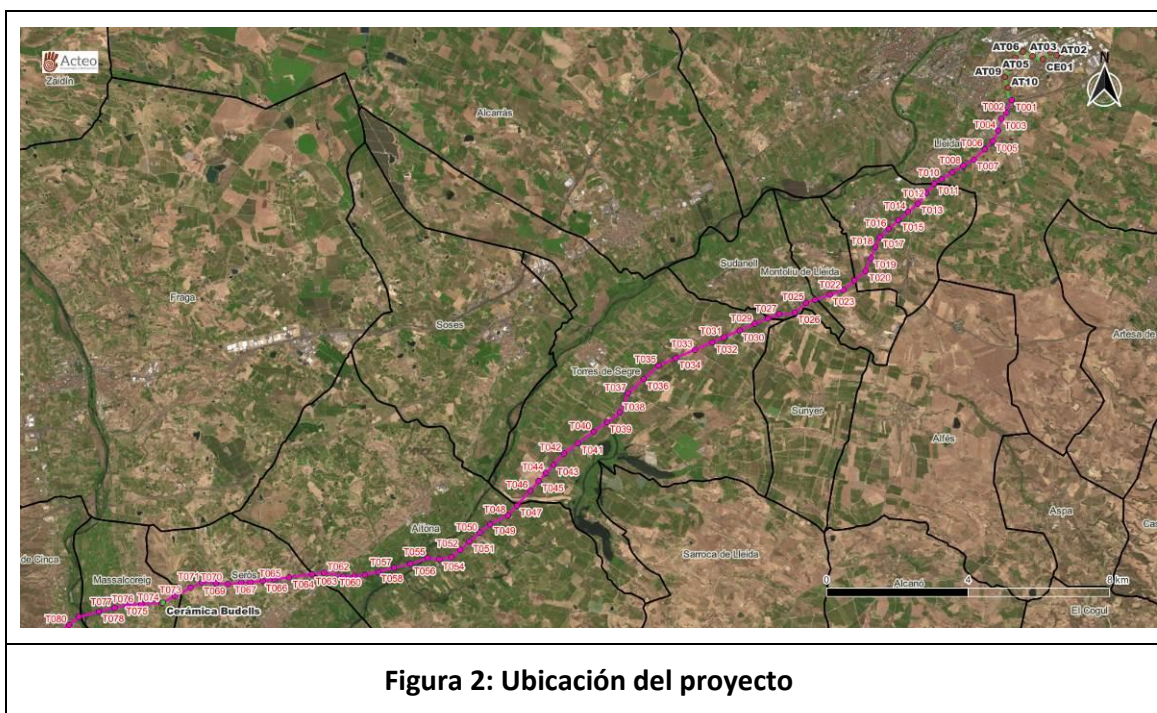 Acteo
Zaidín
AT06
AT03
AT02
AT05
CE01
AT09
AT10
N
Alcarràs
T002
T001
T004
T003
Lleida
T006
T005
T008
T007
T010
T011
T012
T014
T013
T016
T015
T018
T017
T019
T020
Sudanell
Montoliu de Lleida
T022
T023
T025
T026
T027
T029
T030
T031
T032
T033
T034
T035
T036
Fraga
Soses
Artesa de
Torres de Segre
T037
T038
T039
T040
T041
T042
T043
T044
T045
T046
T047
T048
T049
Sunyer
Alfés
Aspa
Aitona
T050
T051
T052
T054
T055
T056
T057
T058
Sarroca de Lleida
de Cinca
Massalcoreig
Seròs
T060
T062
T063
T064
T065
T066
T067
T069
T070
T071
T073
T074
T075
T076
T077
T078
T080
Cerámica Budells
0 4 8 km
Alcanó
El Cogul
Figura 2: Ubicación del proyecto